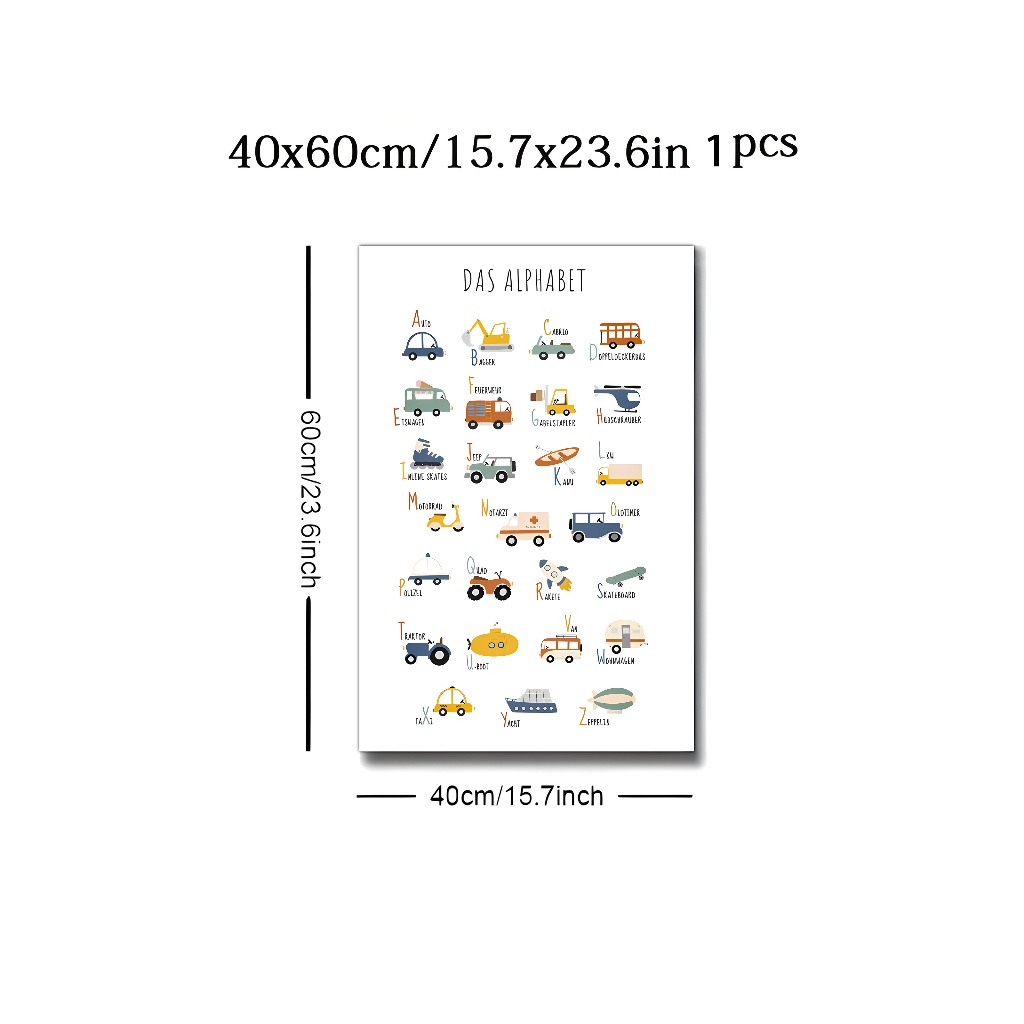 40x60cm/15.7x23.6in 1pcs
60cm/23.6inch
DAS ALPHABET
AUTO
BAGGER
CABRIO
DOPPELDECKERBUS
EISWAGEN
FEUERWEHR
GABELSTAPLER
HUBSCHRAUBER
INLINE SKATES
JEEP
KANU
LKW
MOTORRAD
NOTARZT
OLDTIMER
POLIZEI
QUAD
RAKETE
SKATEBOARD
TRAKTOR
U-BOOT
VAN
WOHNWAGEN
TAXI
YACHT
ZEPPELIN
40cm/15.7inch